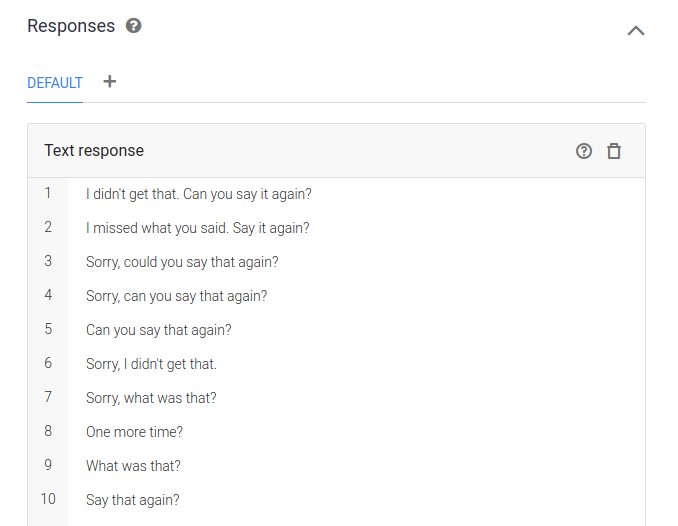 Responses
DEFAULT +
Text response
1 I didn't get that. Can you say it again?
2 I missed what you said. Say it again?
3 Sorry, could you say that again?
4 Sorry, can you say that again?
5 Can you say that again?
6 Sorry, I didn't get that.
7 Sorry, what was that?
8 One more time?
9 What was that?
10 Say that again?